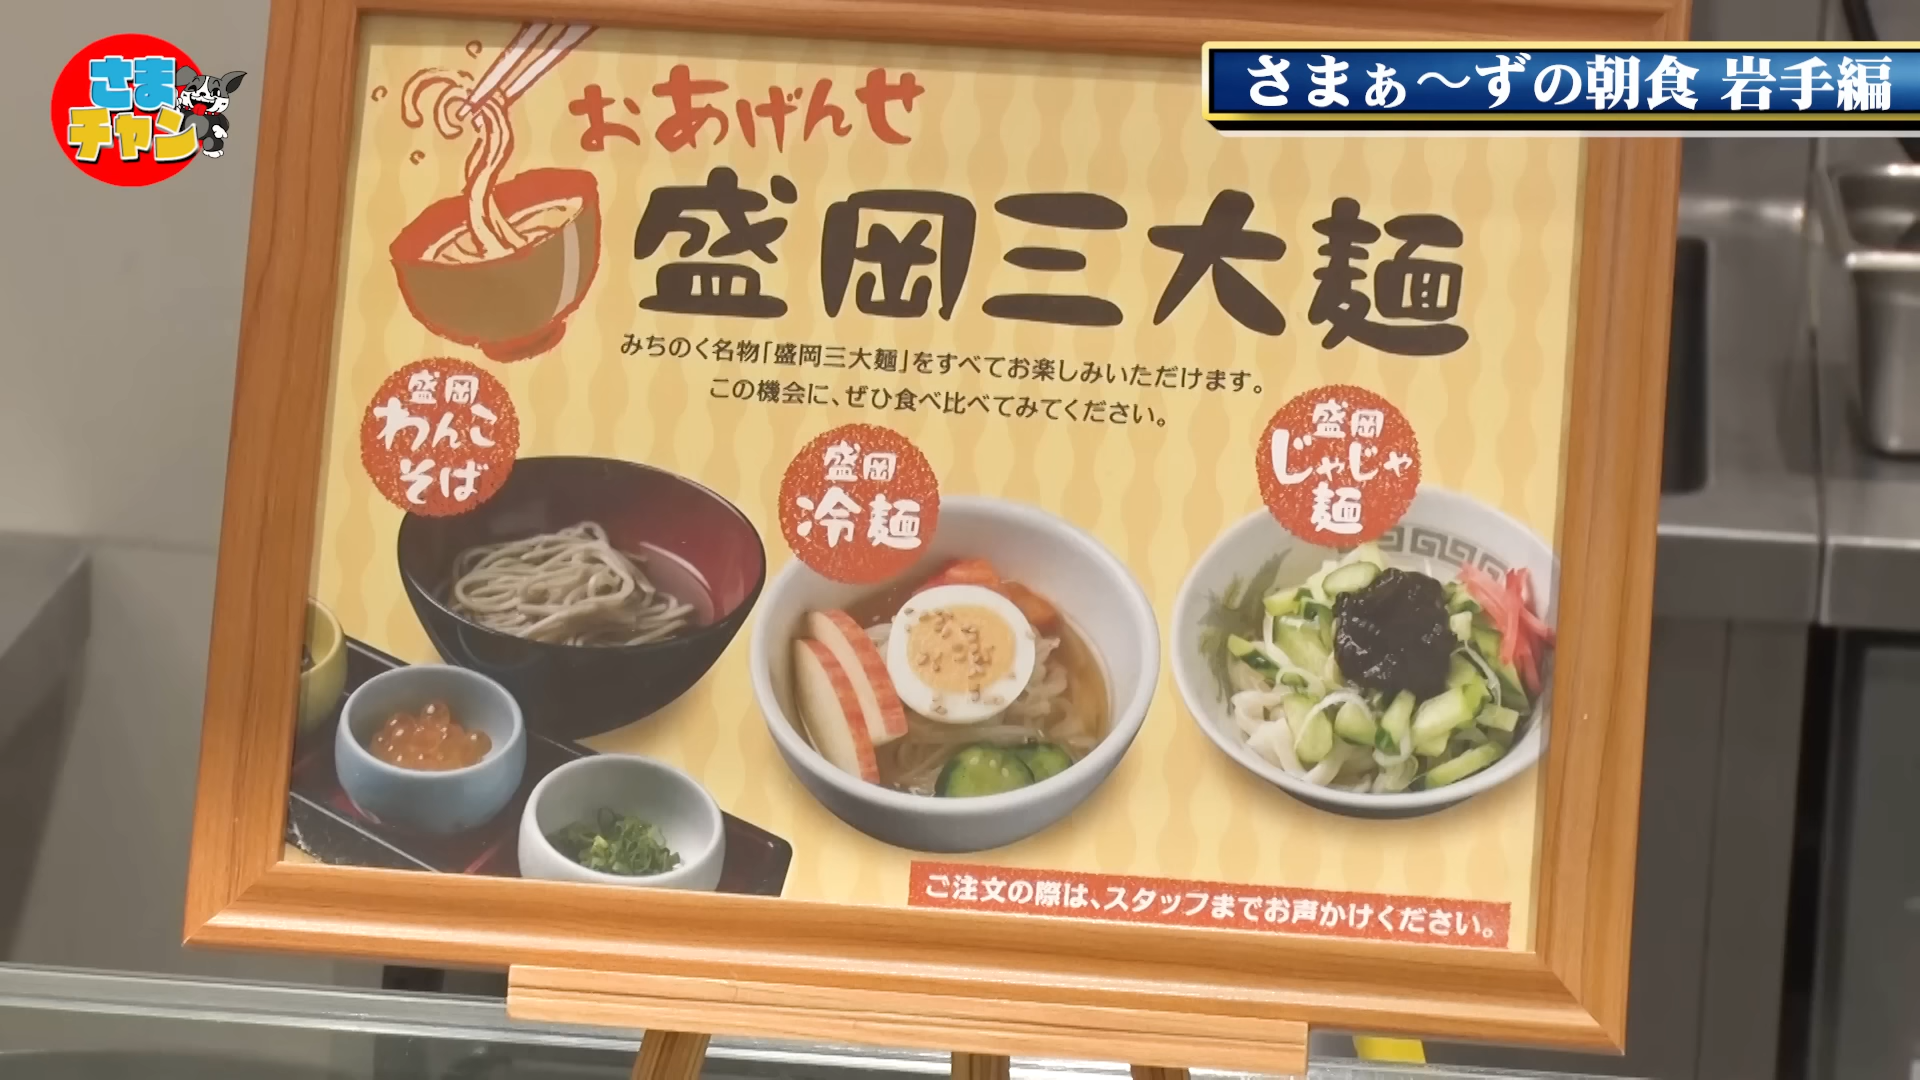 さま
チャン
さまぁ〜ずの朝食 岩手編
おあげんせ
盛岡三大麺
みちのく名物「盛岡三大麺」をすべてお楽しみいただけます。
この機会に、ぜひ食べ比べてみてください。
盛岡
わんこ
そば
盛岡
冷麺
盛岡
じゃじゃ
麺
ご注文の際は、スタッフまでお声かけください。